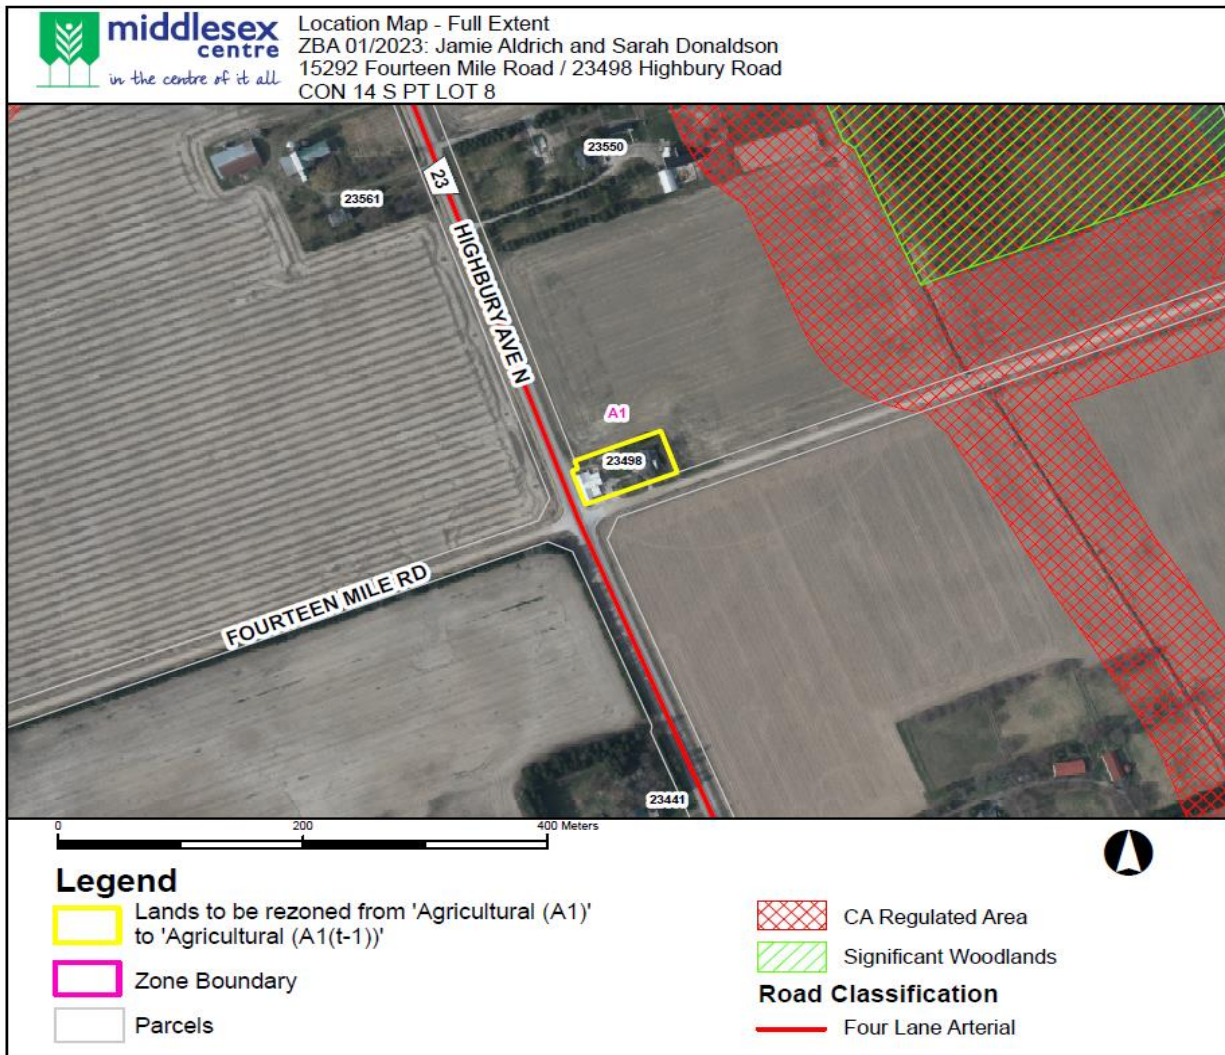 middlesex
centre
in the centre of it all
Location Map - Full Extent
ZBA 01/2023: Jamie Aldrich and Sarah Donaldson
15292 Fourteen Mile Road / 23498 Highbury Road
CON 14 S PT LOT 8
23550
23
23561
HIGHBURY AVE N
A1
23498
FOURTEEN MILE RD
23441
0 200 400 Meters
Legend
Lands to be rezoned from 'Agricultural (A1)'
to 'Agricultural (A1(t-1))'
Zone Boundary
Parcels
CA Regulated Area
Significant Woodlands
Road Classification
Four Lane Arterial